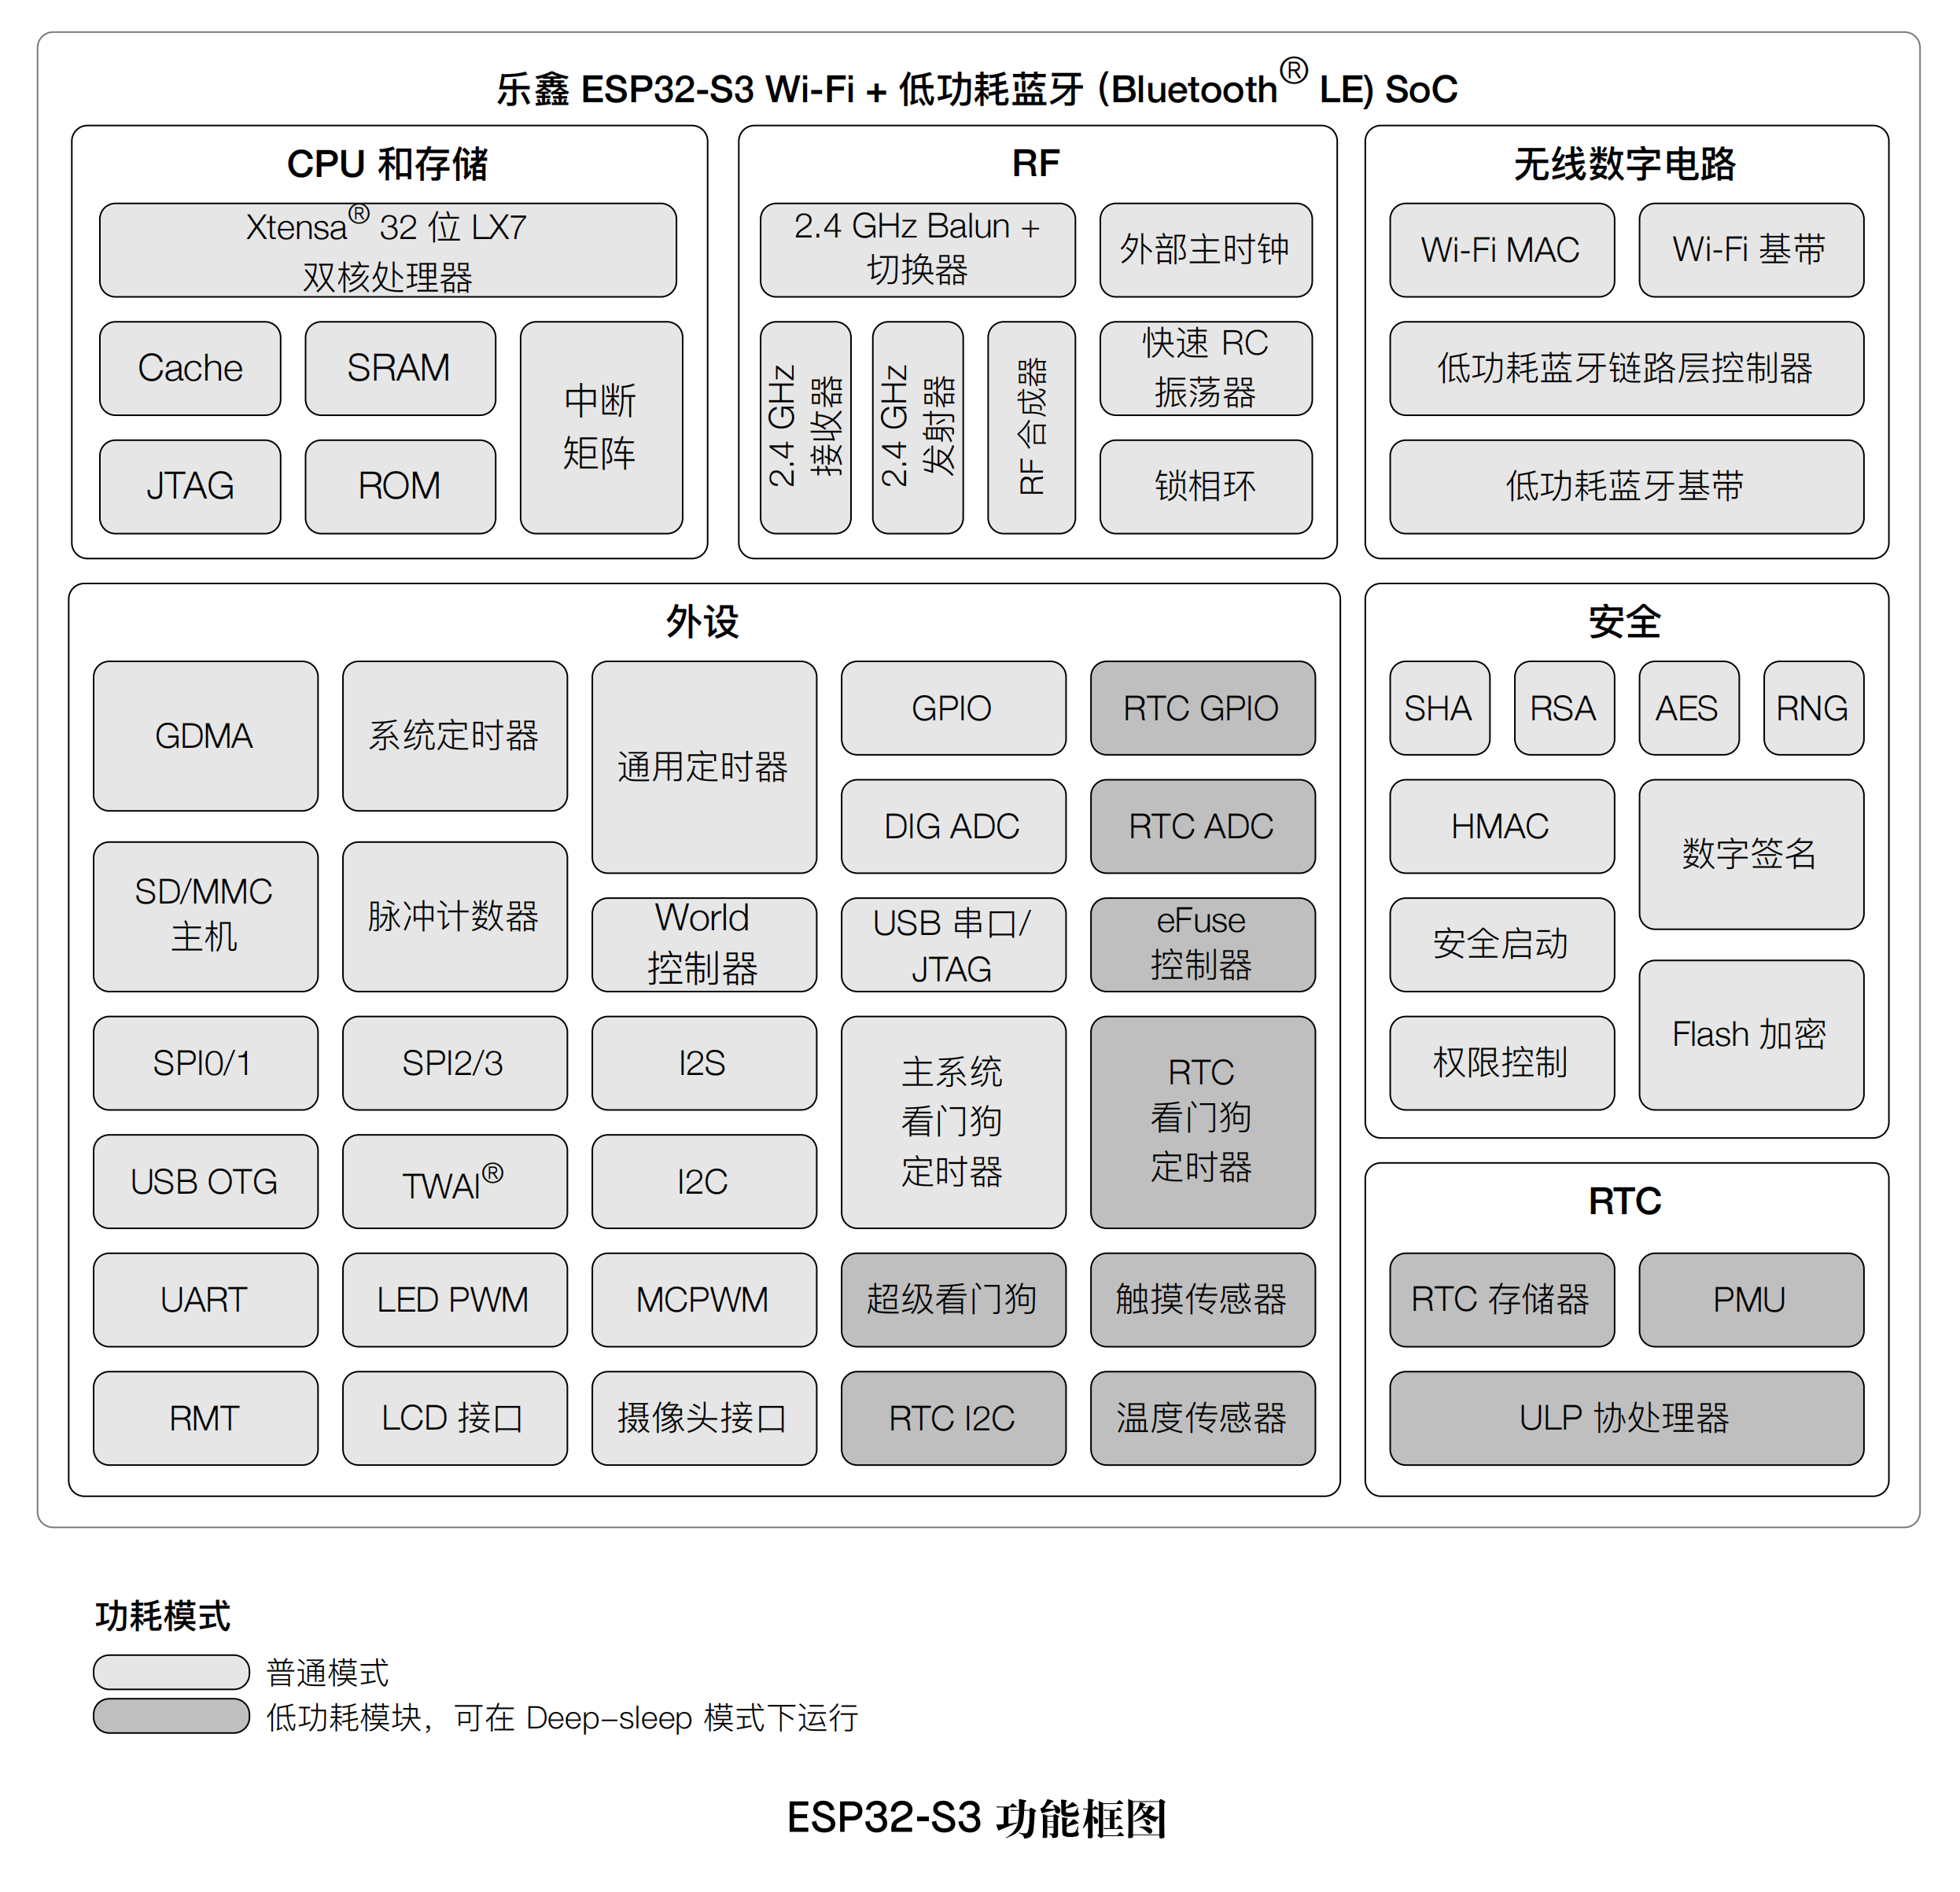 乐鑫 ESP32-S3 Wi-Fi + 低功耗蓝牙 (Bluetooth® LE) SoC
CPU 和存储
Xtensa® 32 位 LX7
双核处理器
Cache
SRAM
中断
矩阵
JTAG
ROM
RF
2.4 GHz Balun +
切换器
外部主时钟
2.4 GHz
接收器
2.4 GHz
发射器
RF 合成器
快速 RC
振荡器
锁相环
无线数字电路
Wi-Fi MAC
Wi-Fi 基带
低功耗蓝牙链路层控制器
低功耗蓝牙基带
外设
GDMA
系统定时器
通用定时器
GPIO
RTC GPIO
DIG ADC
RTC ADC
SD/MMC
主机
脉冲计数器
World
控制器
USB 串口/
JTAG
eFuse
控制器
SPI0/1
SPI2/3
I2S
主系统
看门狗
定时器
RTC
看门狗
定时器
USB OTG
TWAI®
I2C
UART
LED PWM
MCPWM
超级看门狗
触摸传感器
RMT
LCD 接口
摄像头接口
RTC I2C
温度传感器
安全
SHA
RSA
AES
RNG
HMAC
数字签名
安全启动
Flash 加密
权限控制
RTC
RTC 存储器
PMU
ULP 协处理器
功耗模式
普通模式
低功耗模块，可在 Deep-sleep 模式下运行
ESP32-S3 功能框图